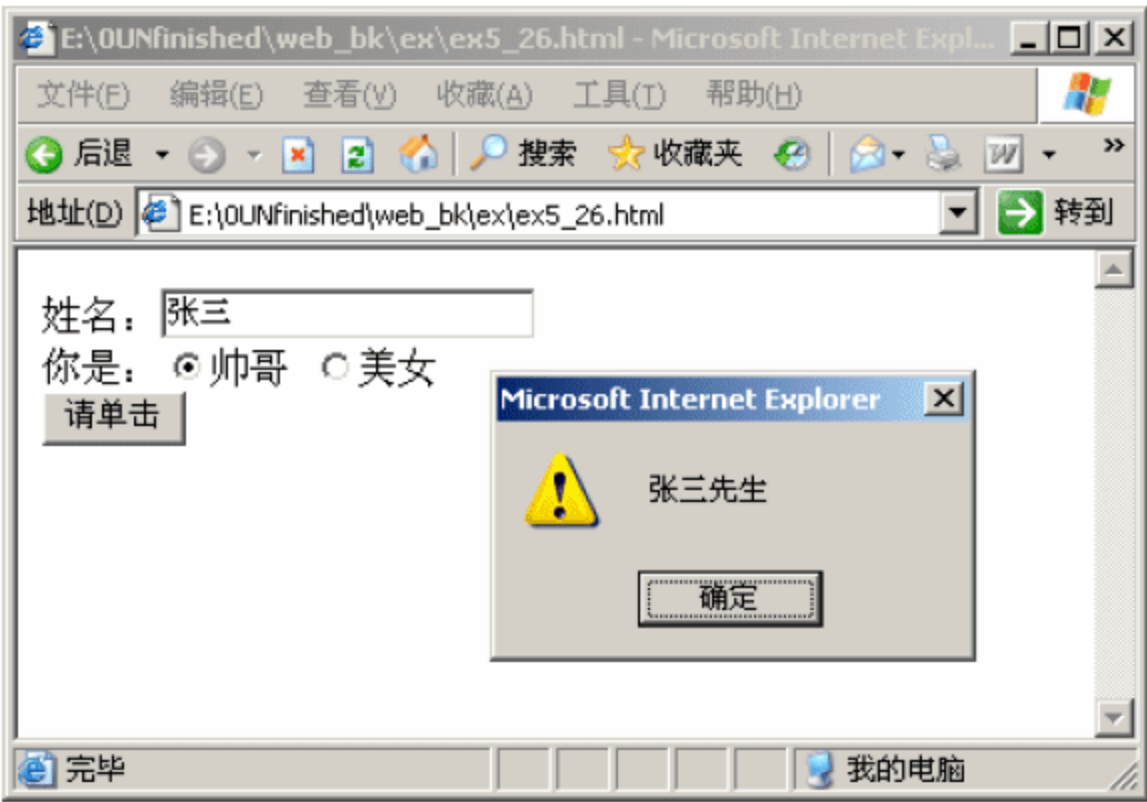 E:\0UNfinished\web_bk\ex\ex5_26.html - Microsoft Internet Expl...
文件(F) 编辑(E) 查看(V) 收藏(A) 工具(T) 帮助(H)
后退 搜索 收藏夹 W »
地址(D) E:\0UNfinished\web_bk\ex\ex5_26.html 转到
姓名：张三
你是： 帅哥 美女
请单击
Microsoft Internet Explorer
张三先生
确定
完毕 我的电脑